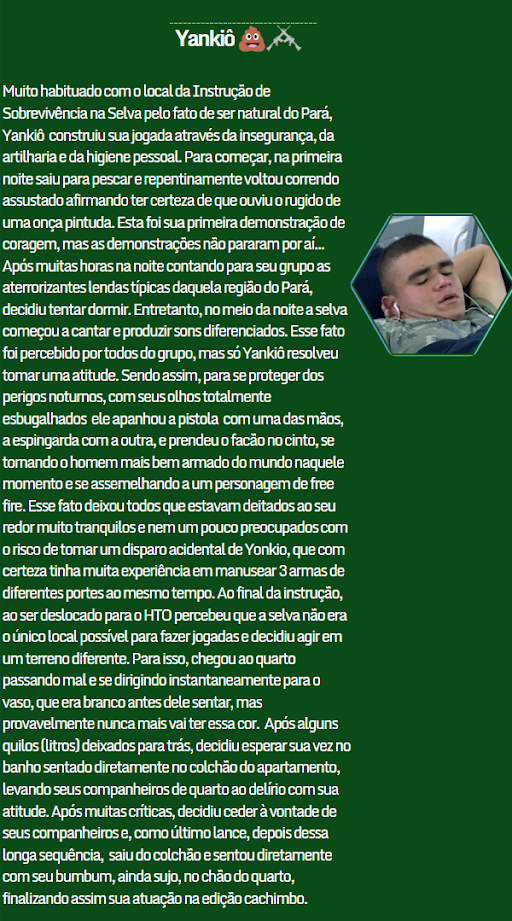 Yankiô
Muito habituado com o local da Instrução de
Sobrevivência na Selva pelo fato de ser natural do Pará,
Yankiô construiu sua jogada através da insegurança, da
artilharia e da higiene pessoal. Para começar, na primeira
noite saiu para pescar e repentinamente voltou correndo
assustado afirmando ter certeza de que ouviu o rugido de
uma onça pintuda. Esta foi sua primeira demonstração de
coragem, mas as demonstrações não pararam por aí...
Após muitas horas na noite contando para seu grupo as
aterrorizantes lendas típicas daquela região do Pará,
decidiu tentar dormir. Entretanto, no meio da noite a selva
começou a cantar e produzir sons diferenciados. Esse fato
foi percebido por todos do grupo, mas só Yankiô resolveu
tomar uma atitude. Sendo assim, para se proteger dos
perigos noturnos, com seus olhos totalmente
esbugalhados ele apanhou a pistola com uma das mãos,
a espingarda com a outra, e prendeu o facão no cinto, se
tornando o homem mais bem armado do mundo naquele
momento e se assemelhando a um personagem de free
fire. Esse fato deixou todos que estavam deitados ao seu
redor muito tranquilos e nem um pouco preocupados com
o risco de tomar um disparo acidental de Yonkio, que com
certeza tinha muita experiência em manusear 3 armas de
diferentes portes ao mesmo tempo. Ao final da instrução,
ao ser deslocado para o HTO percebeu que a selva não era
o único local possível para fazer jogadas e decidiu agir em
um terreno diferente. Para isso, chegou ao quarto
passando mal e se dirigindo instantaneamente para o
vaso, que era branco antes dele sentar, mas
provavelmente nunca mais vai ter essa cor. Após alguns
quilos (litros) deixados para trás, decidiu esperar sua vez no
banho sentado diretamente no colchão do apartamento,
levando seus companheiros de quarto ao delírio com sua
atitude. Após muitas críticas, decidiu ceder à vontade de
seus companheiros e, como último lance, depois dessa
longa sequência, saiu do colchão e sentou diretamente
com seu bumbum, ainda sujo, no chão do quarto,
finalizando assim sua atuação na edição cachimbo.